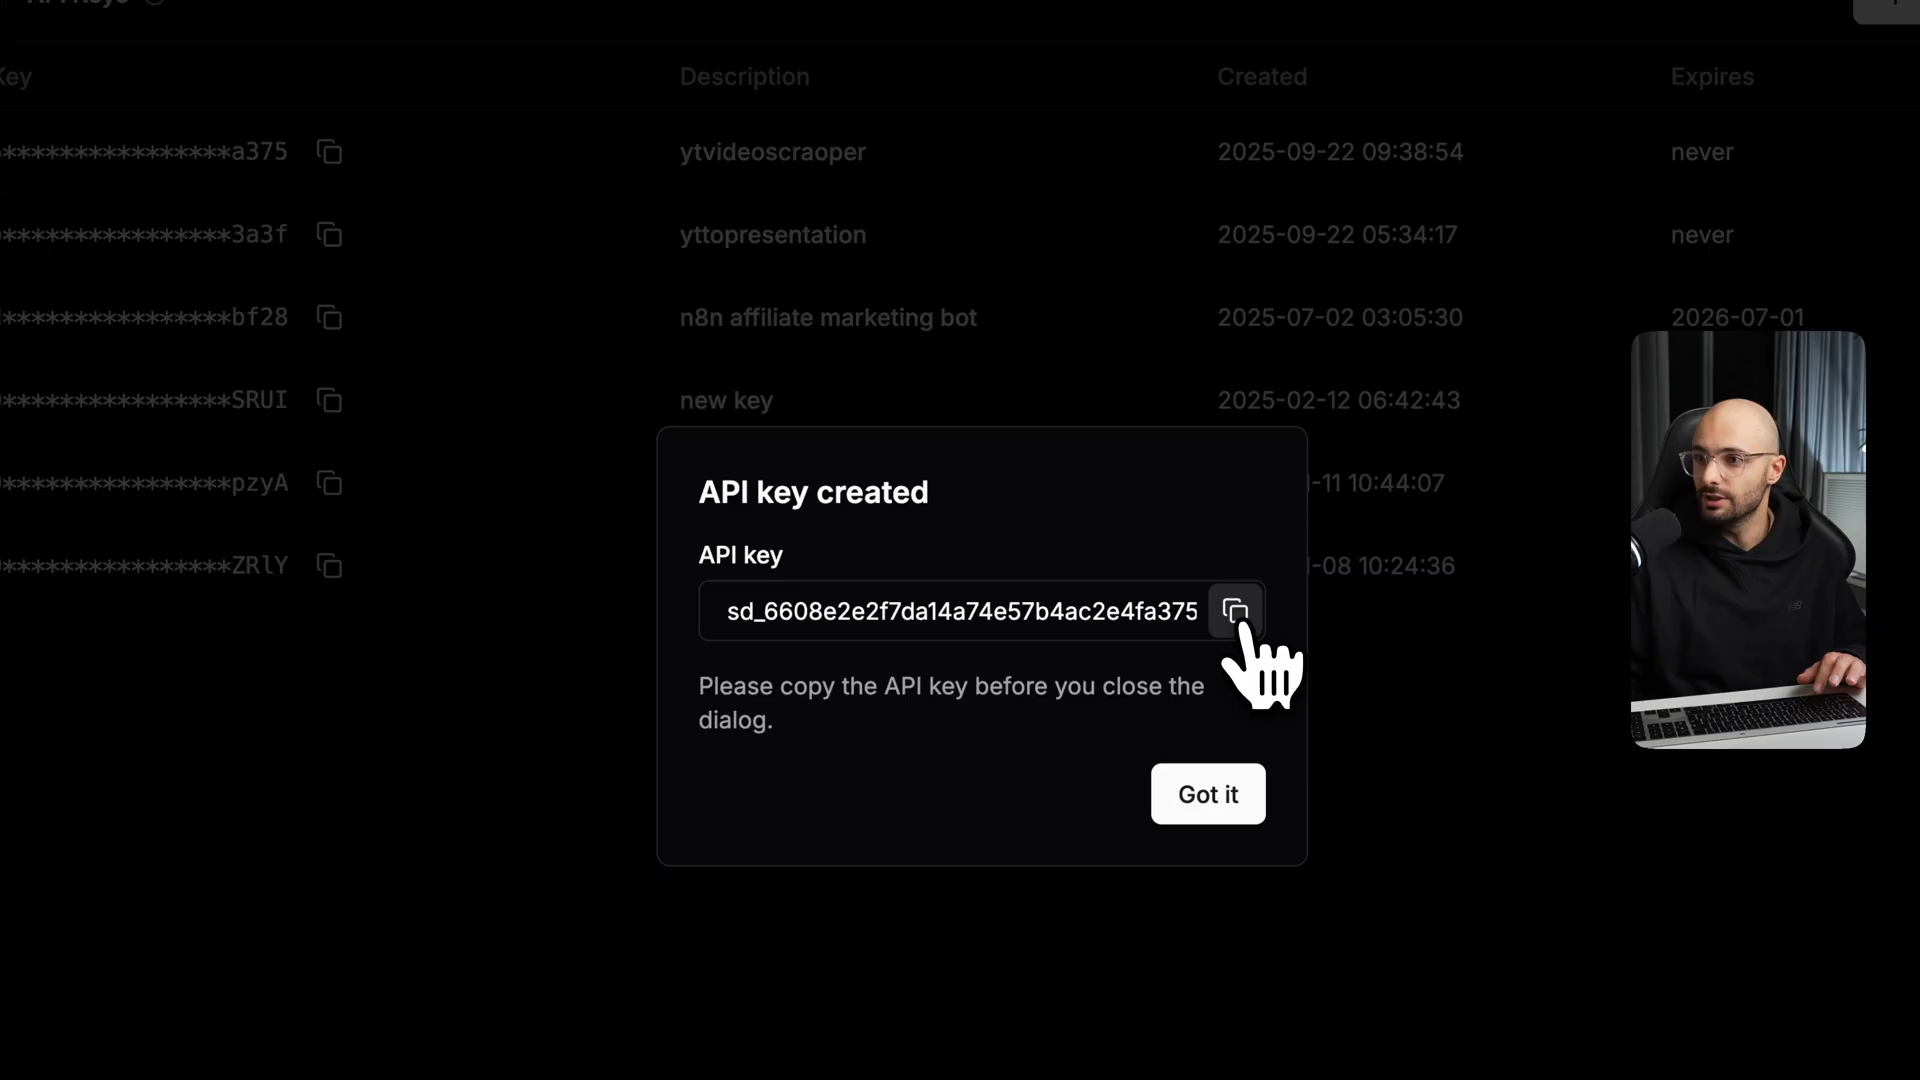 API Keys
Key Description Created Expires
****************a375 ytvideoscraoper 2025-09-22 09:38:54 never
****************3a3f yttopresentation 2025-09-22 05:34:17 never
****************bf28 n8n affiliate marketing bot 2025-07-02 03:05:30 2026-07-01
****************SRUI new key 2025-02-12 06:42:43
****************pzyA -11 10:44:07
****************ZRlY -08 10:24:36
API key created
API key
sd_6608e2e2f7da14a74e57b4ac2e4fa375
Please copy the API key before you close the
dialog.
Got it